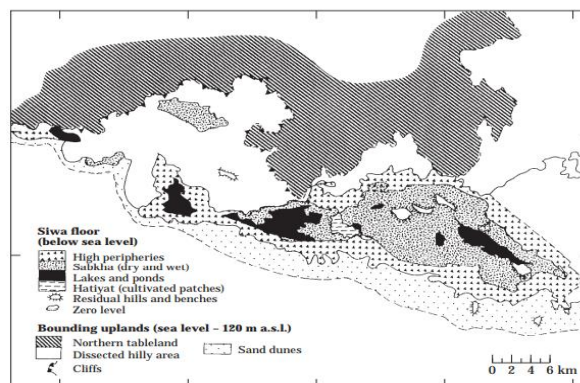 Siwa floor
(below sea level)
High peripheries
Sabkha (dry and wet)
Lakes and ponds
Hatiyat (cultivated patches)
Residual hills and benches
Zero level
Bounding uplands (sea level – 120 m a.s.l.)
Northern tableland
Dissected hilly area
Cliffs
Sand dunes
0 2 4 6 km